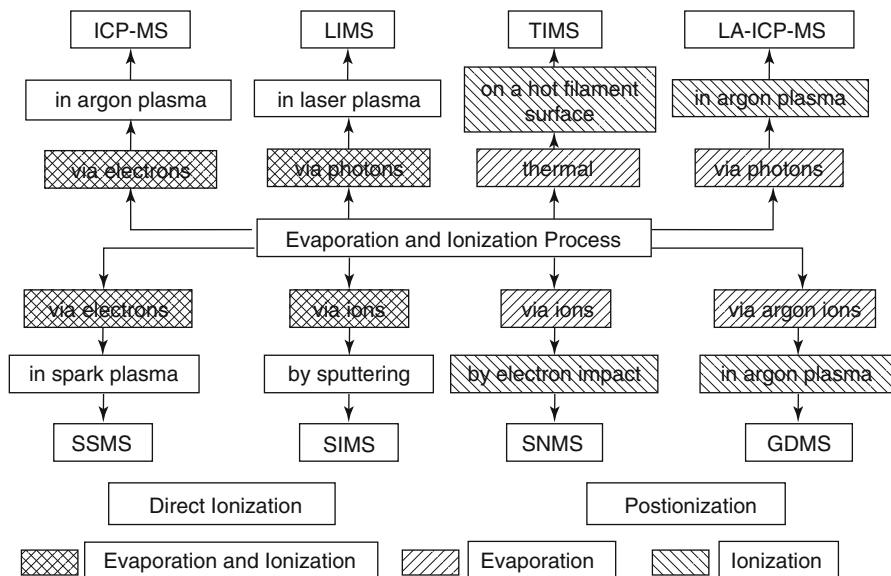 ICP-MS
LIMS
TIMS
LA-ICP-MS
in argon plasma
in laser plasma
on a hot filament
surface
in argon plasma
via electrons
via photons
thermal
via photons
Evaporation and Ionization Process
via electrons
via ions
via ions
via argon ions
in spark plasma
by sputtering
by electron impact
in argon plasma
SSMS
SIMS
SNMS
GDMS
Direct Ionization
Postionization
Evaporation and Ionization
Evaporation
Ionization